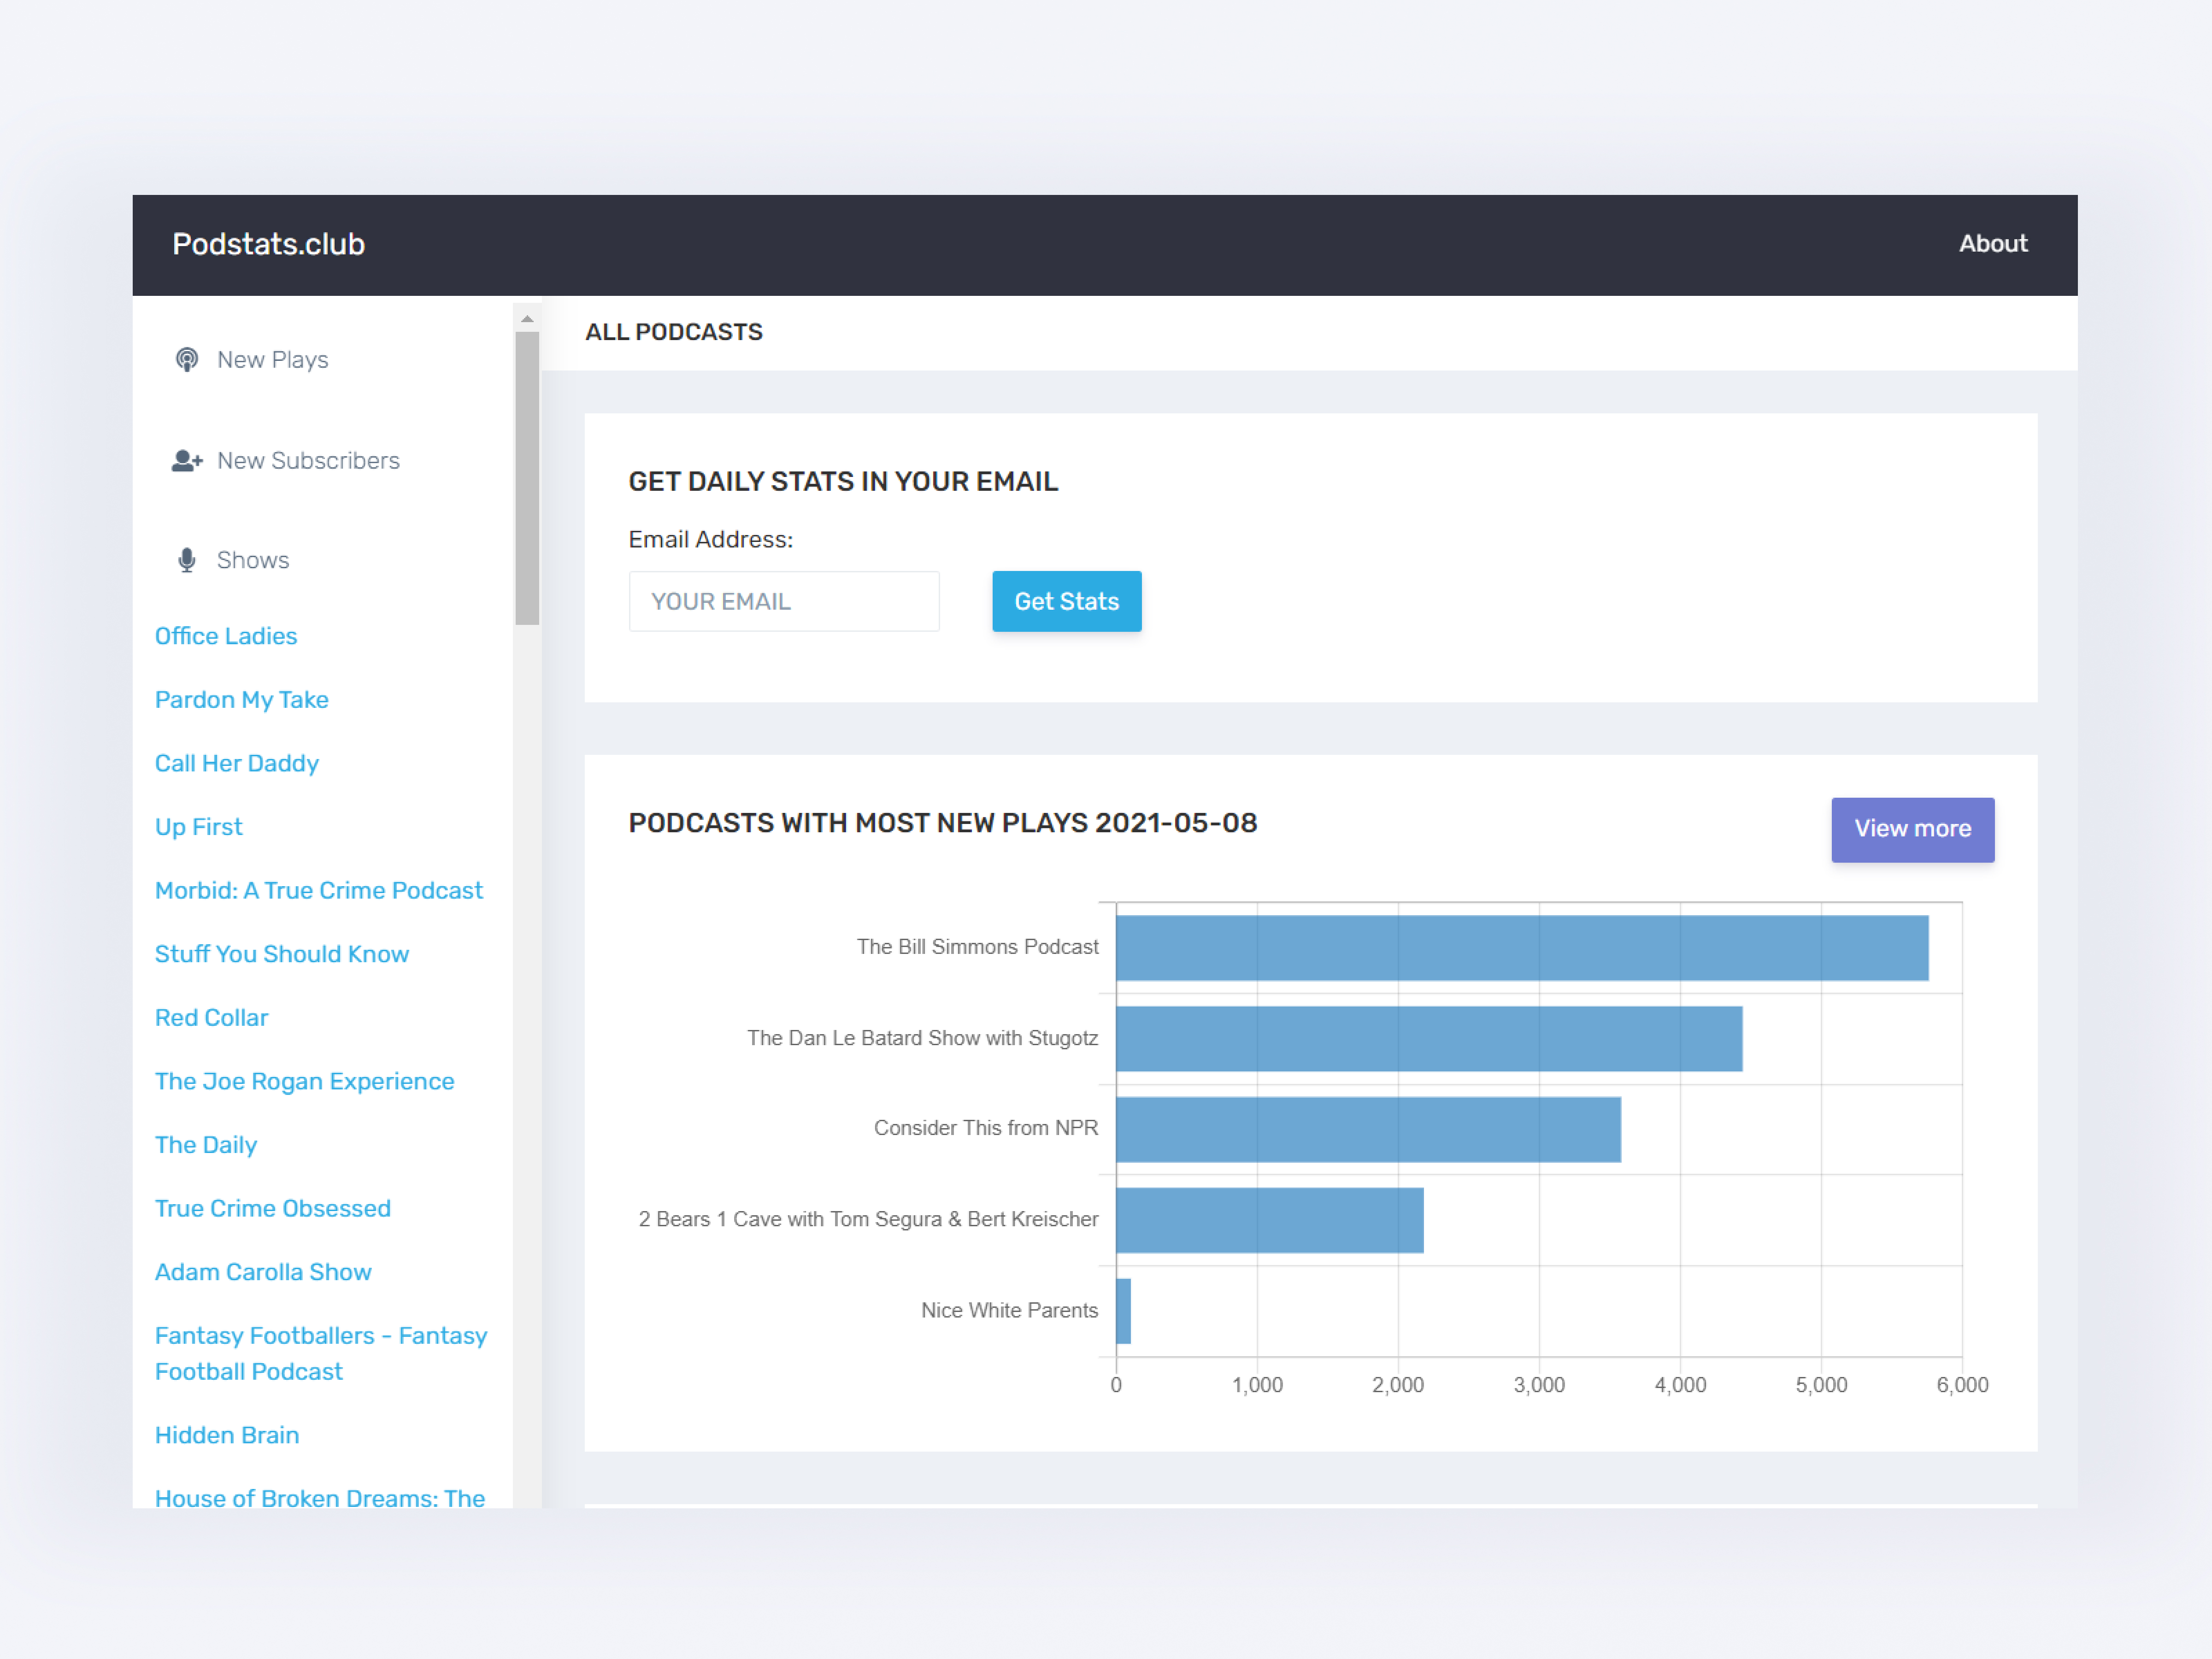 Podstats.club
About
New Plays
New Subscribers
Shows
Office Ladies
Pardon My Take
Call Her Daddy
Up First
Morbid: A True Crime Podcast
Stuff You Should Know
Red Collar
The Joe Rogan Experience
The Daily
True Crime Obsessed
Adam Carolla Show
Fantasy Footballers - Fantasy
Football Podcast
Hidden Brain
House of Broken Dreams: The
ALL PODCASTS
GET DAILY STATS IN YOUR EMAIL
Email Address:
YOUR EMAIL
Get Stats
PODCASTS WITH MOST NEW PLAYS 2021-05-08
View more
The Bill Simmons Podcast
The Dan Le Batard Show with Stugotz
Consider This from NPR
2 Bears 1 Cave with Tom Segura & Bert Kreischer
Nice White Parents
0 1,000 2,000 3,000 4,000 5,000 6,000